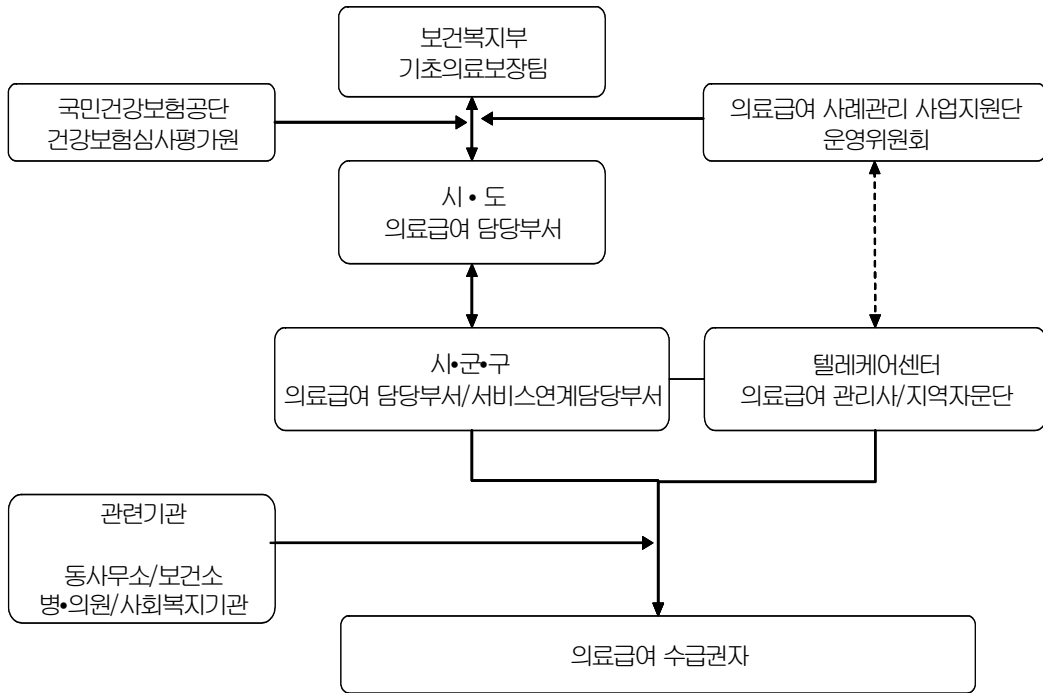 보건복지부
기초의료보장팀
국민건강보험공단
건강보험심사평가원
의료급여 사례관리 사업지원단
운영위원회
시 • 도
의료급여 담당부서
시•군•구
의료급여 담당부서/서비스연계담당부서
텔레케어센터
의료급여 관리사/지역자문단
관련기관
동사무소/보건소
병•의원/사회복지기관
의료급여 수급권자